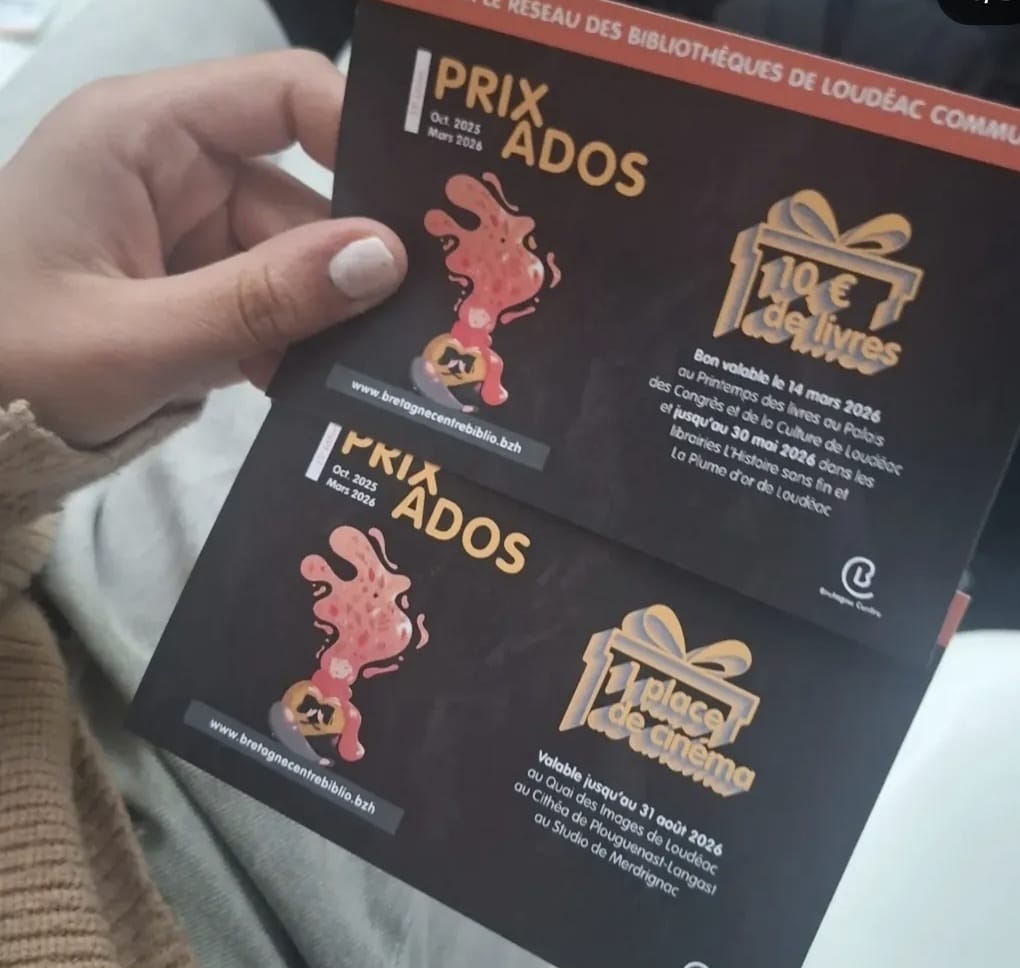 LE RÉSEAU DES BIBLIOTHÈQUES DE LOUDÉAC COMMU
PRIX
ADOS
Oct. 2025
Mars 2026
10 €
de livres
Bon valable le 14 mars 2026
au Printemps des livres au Palais
des Congrès et de la Culture de Loudéac
et jusqu'au 30 mai 2026 dans les
librairies L'Histoire sans fin et
La Plume d'or de Loudéac
www.bretagnecentrebiblio.bzh
Bretagne Centre
PRIX
ADOS
Oct. 2025
Mars 2026
1 place
de cinéma
Valable jusqu'au 31 août 2026
au Quai des Images de Loudéac
au Cithéa de Plouguenast-Langast
au Studio de Merdrignac
www.bretagnecentrebiblio.bzh